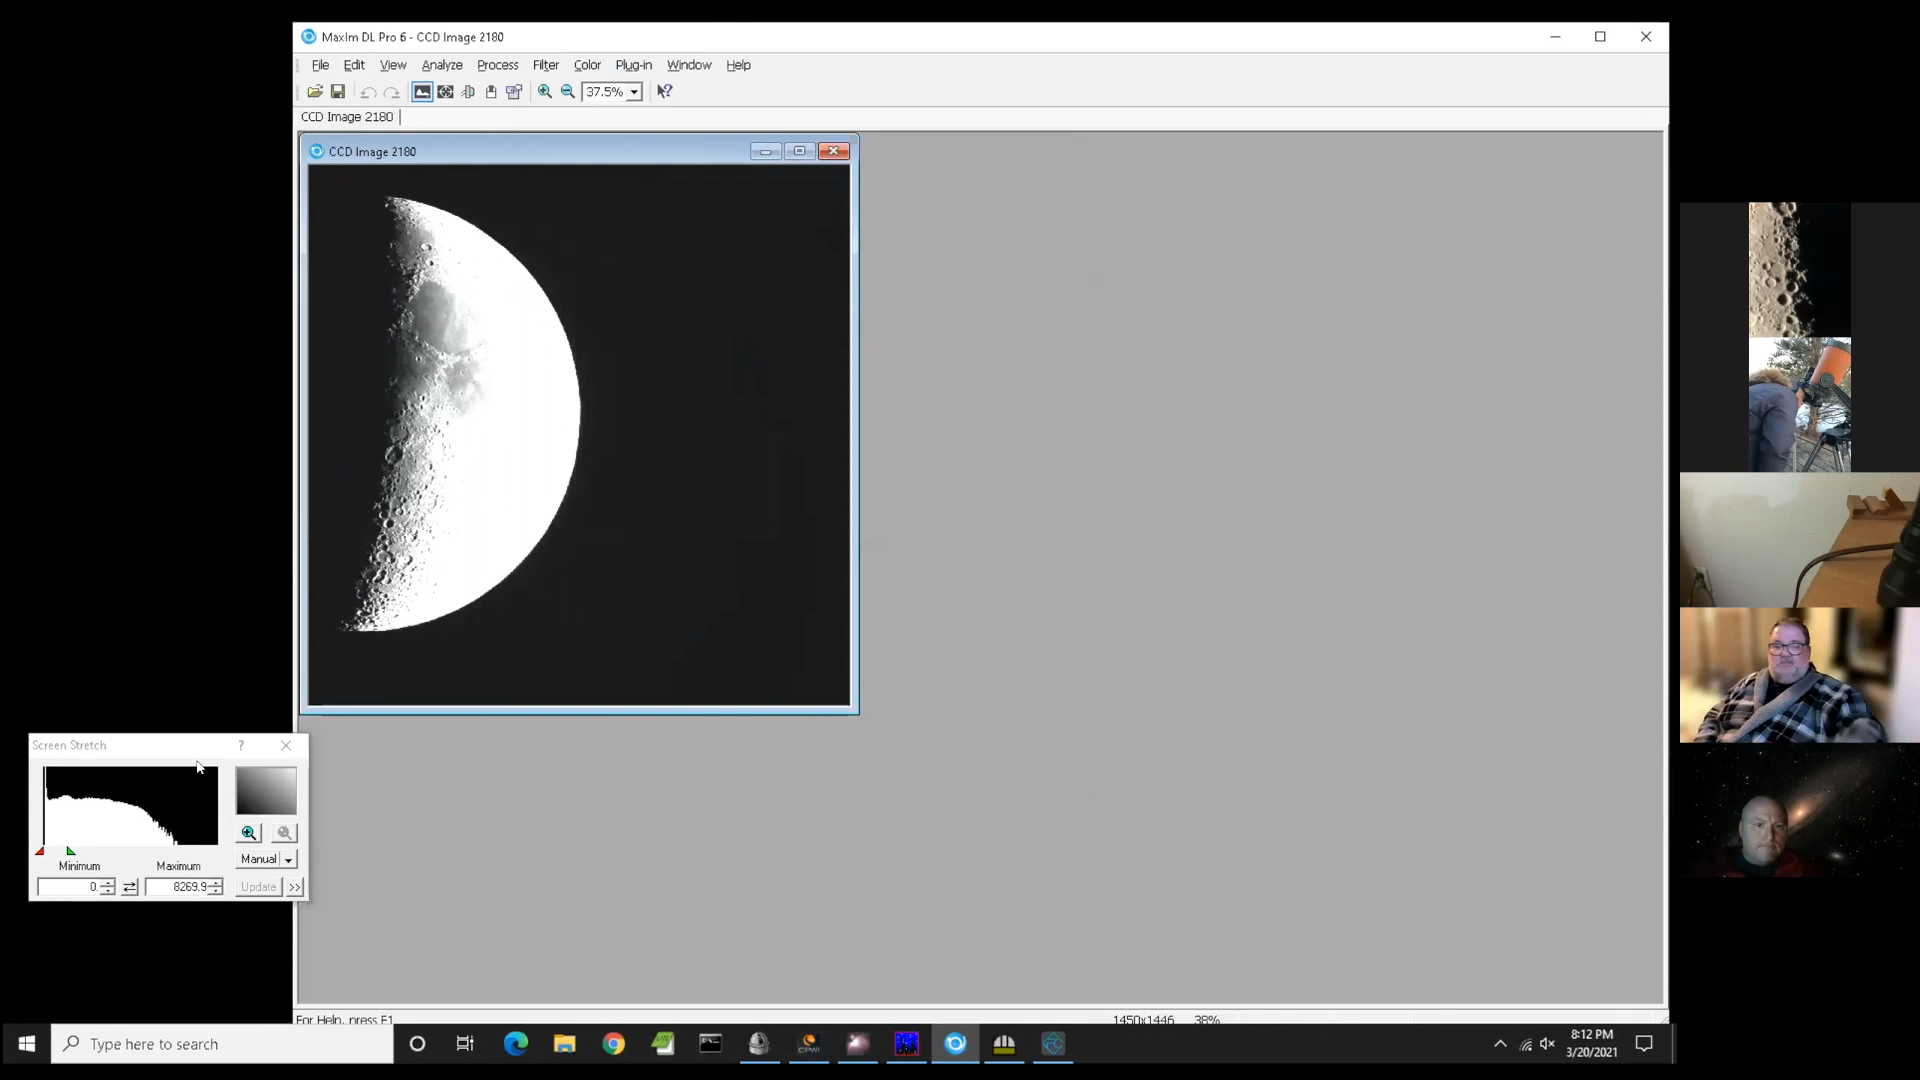 MaxIm DL Pro 6 - CCD Image 2180
File Edit View Analyze Process Filter Color Plug-in Window Help
37.5%
CCD Image 2180
CCD Image 2180
Screen Stretch ?
Manual
Minimum Maximum
0. 8269.9 Update >>
For Help, press F1 1450x1446 38%
Type here to search
8:12 PM
3/20/2021